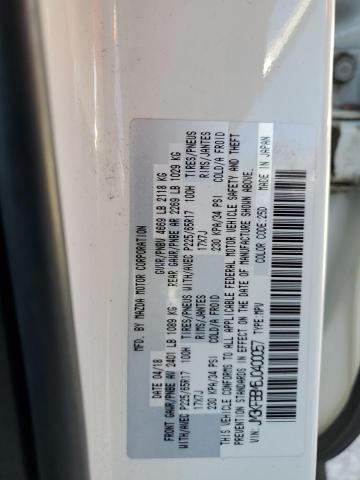 MFD. BY MAZDA MOTOR CORPORATION
DATE 04/18 GVWR/PNBV 4669 LB 2118 KG
FRONT GAWR/PNBE AV 2401 LB 1089 KG REAR GAWR/PNBE AR 2269 LB 1029 KG
WITH/AVEC P225/65R17 100H TIRES/PNEUS WITH/AVEC P225/65R17 100H TIRES/PNEUS
17X7J RIMS/JANTES 17X7J RIMS/JANTES
230 KPA/34 PSI COLD/A FROID 230 KPA/34 PSI COLD/A FROID
THIS VEHICLE CONFORMS TO ALL APPLICABLE FEDERAL MOTOR VEHICLE SAFETY AND THEFT
PREVENTION STANDARDS IN EFFECT ON THE DATE OF MANUFACTURE SHOWN ABOVE.
VIN: TYPE: MPV COLOR CODE: 25D MADE IN JAPAN